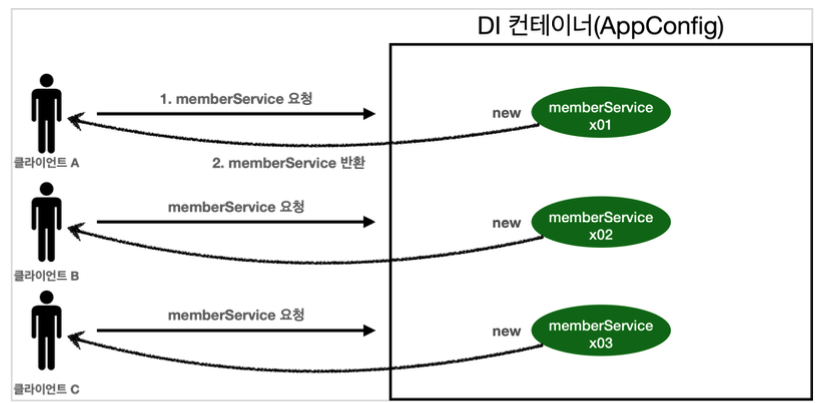 DI 컨테이너(AppConfig)
1. memberService 요청
new
memberService
x01
클라이언트 A
2. memberService 반환
memberService 요청
new
memberService
x02
클라이언트 B
memberService 요청
new
memberService
x03
클라이언트 C